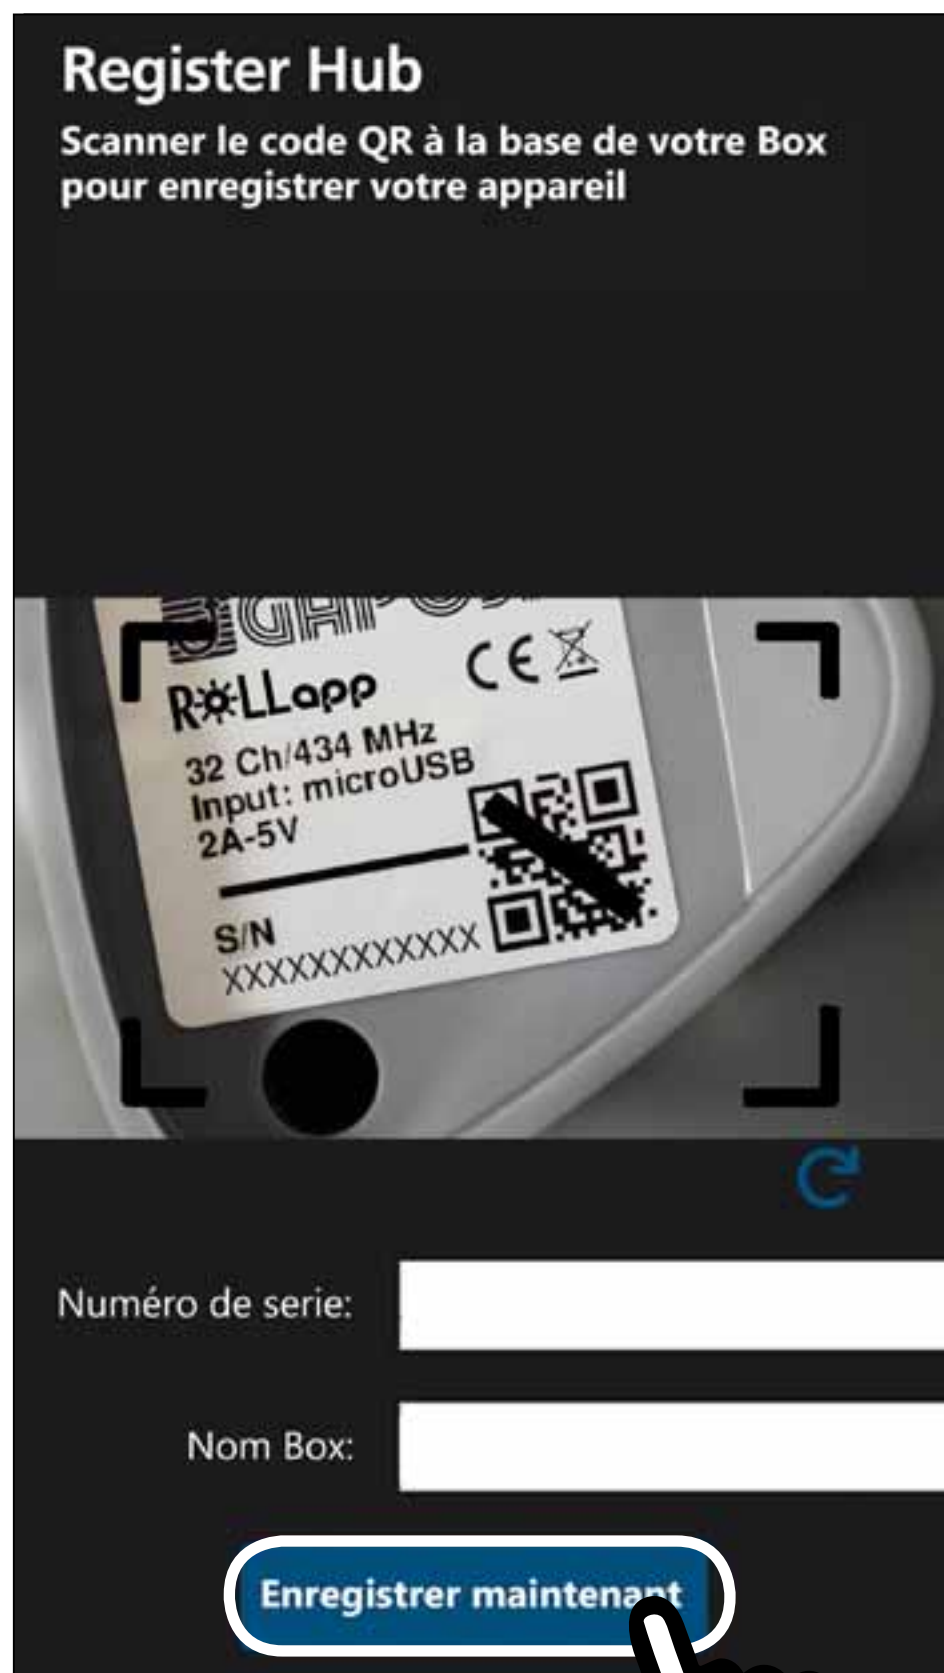 Register Hub
Scanner le code QR à la base de votre Box
pour enregistrer votre appareil
ROLLapp
CE
32 Ch/434 MHz
Input: microUSB
2A-5V
S/N
XXXXXXXXXXXX
Numéro de serie:
Nom Box:
Enregistrer maintenant